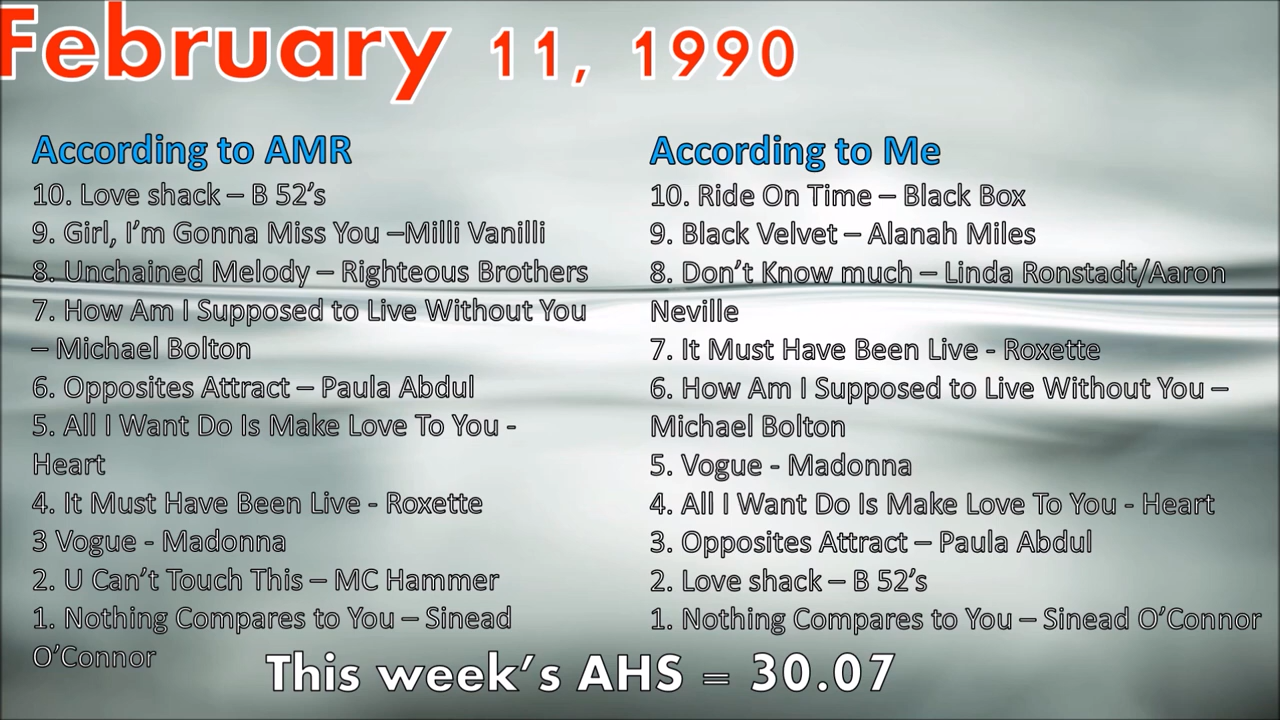 February 11, 1990
According to AMR
10. Love shack – B 52’s
9. Girl, I’m Gonna Miss You –Milli Vanilli
8. Unchained Melody – Righteous Brothers
7. How Am I Supposed to Live Without You
– Michael Bolton
6. Opposites Attract – Paula Abdul
5. All I Want Do Is Make Love To You -
Heart
4. It Must Have Been Live - Roxette
3 Vogue - Madonna
2. U Can’t Touch This – MC Hammer
1. Nothing Compares to You – Sinead
O’Connor
According to Me
10. Ride On Time – Black Box
9. Black Velvet – Alanah Miles
8. Don’t Know much – Linda Ronstadt/Aaron
Neville
7. It Must Have Been Live - Roxette
6. How Am I Supposed to Live Without You –
Michael Bolton
5. Vogue - Madonna
4. All I Want Do Is Make Love To You - Heart
3. Opposites Attract – Paula Abdul
2. Love shack – B 52’s
1. Nothing Compares to You – Sinead O’Connor
This week’s AHS = 30.07